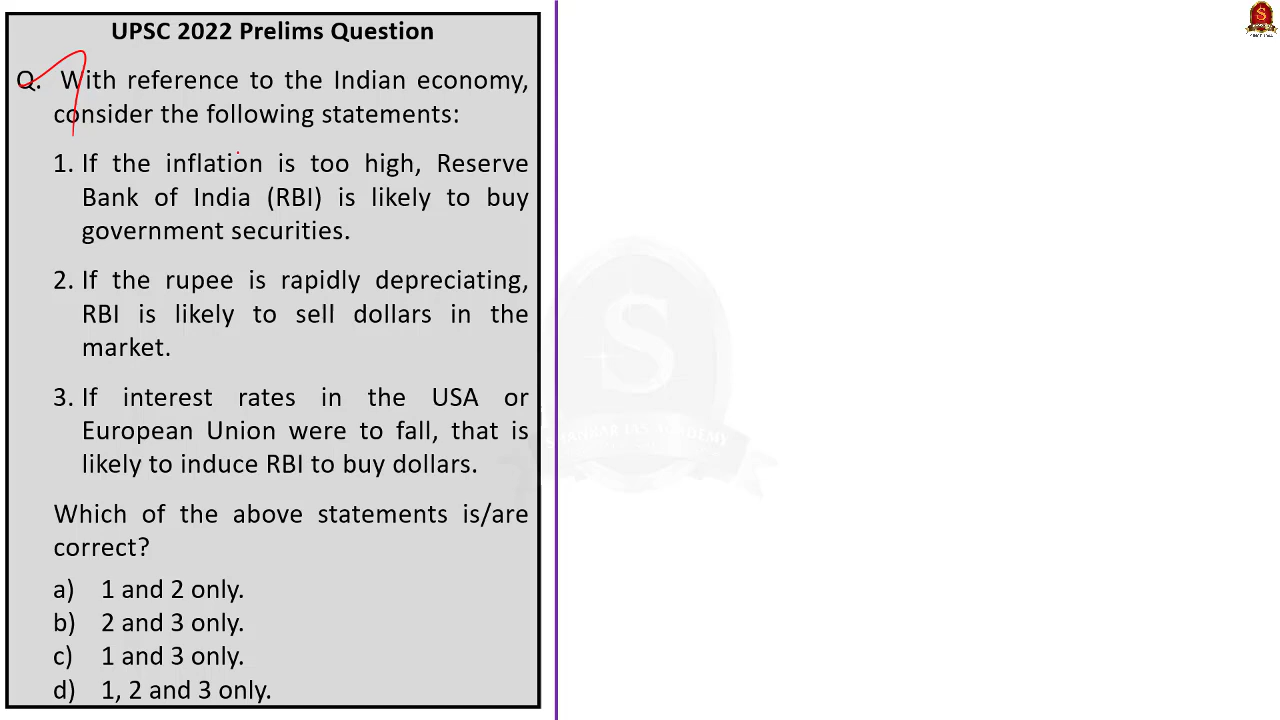 UPSC 2022 Prelims Question
Q. With reference to the Indian economy,
consider the following statements:
1. If the inflation is too high, Reserve
Bank of India (RBI) is likely to buy
government securities.
2. If the rupee is rapidly depreciating,
RBI is likely to sell dollars in the
market.
3. If interest rates in the USA or
European Union were to fall, that is
likely to induce RBI to buy dollars.
Which of the above statements is/are
correct?
a) 1 and 2 only.
b) 2 and 3 only.
c) 1 and 3 only.
d) 1, 2 and 3 only.
S
SHANKAR IAS ACADEMY
S